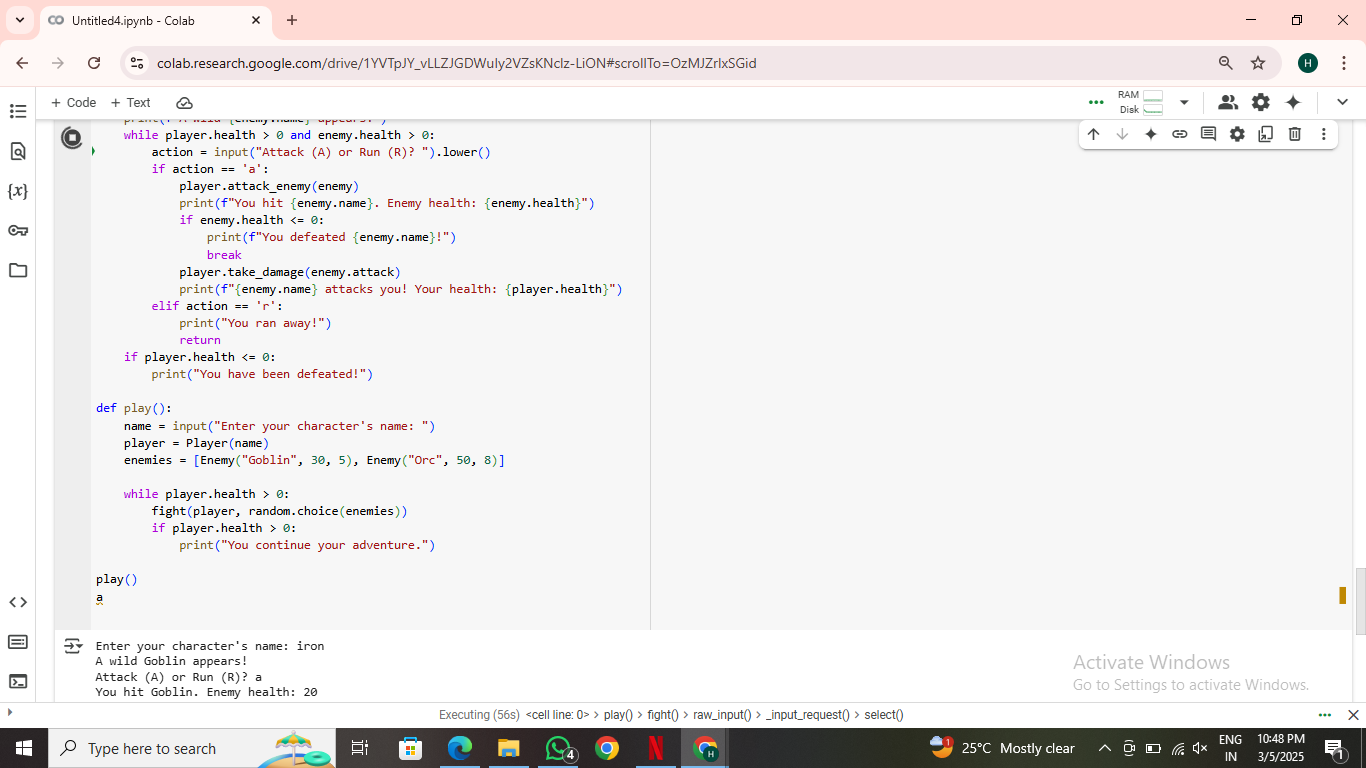 Untitled4.ipynb - Colab
colab.research.google.com/drive/1YVTpJY_vLLZJGDWuIy2VZsKNclz-LiON#scrollTo=OzMJZrlxSGid
H
+ Code + Text
RAM
Disk
print(f"A wild {enemy.name} appears!")
while player.health > 0 and enemy.health > 0:
action = input("Attack (A) or Run (R)? ").lower()
if action == 'a':
player.attack_enemy(enemy)
print(f"You hit {enemy.name}. Enemy health: {enemy.health}")
if enemy.health <= 0:
print(f"You defeated {enemy.name}!")
break
player.take_damage(enemy.attack)
print(f"{enemy.name} attacks you! Your health: {player.health}")
elif action == 'r':
print("You ran away!")
return
if player.health <= 0:
print("You have been defeated!")
def play():
name = input("Enter your character's name: ")
player = Player(name)
enemies = [Enemy("Goblin", 30, 5), Enemy("Orc", 50, 8)]
while player.health > 0:
fight(player, random.choice(enemies))
if player.health > 0:
print("You continue your adventure.")
play()
a
Enter your character's name: iron
A wild Goblin appears!
Attack (A) or Run (R)? a
You hit Goblin. Enemy health: 20
Activate Windows
Go to Settings to activate Windows.
Executing (56s) <cell line: 0> > play() > fight() > raw_input() > _input_request() > select()
Type here to search
4
N
H
1
25°C Mostly clear
ENG
IN
10:48 PM
3/5/2025
1